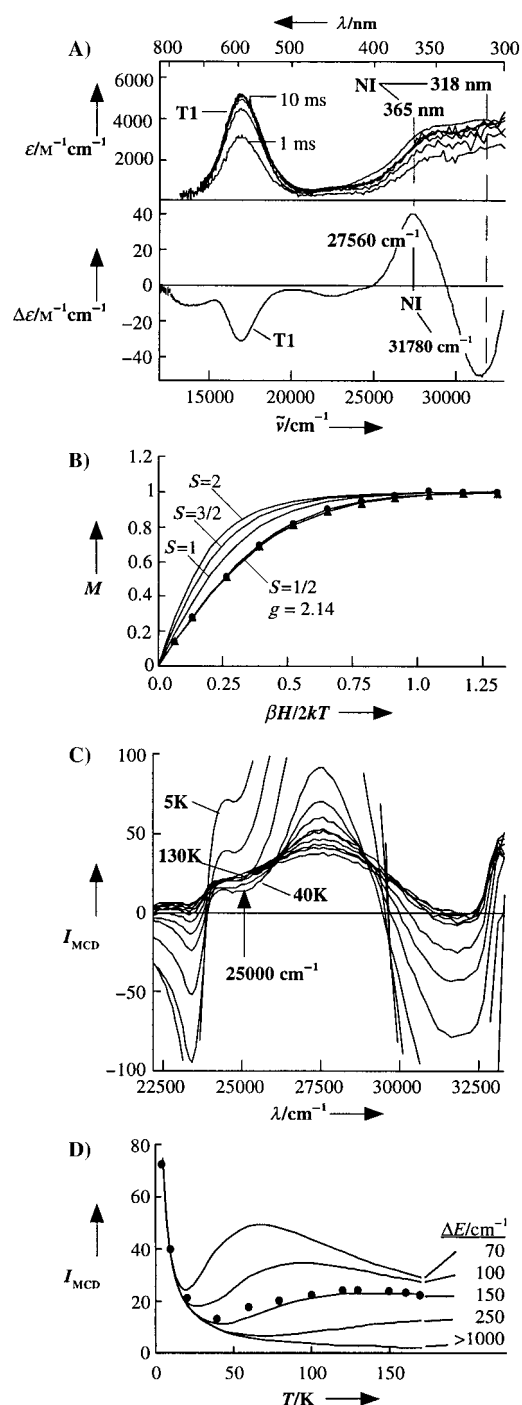 λ/nm
A) 800 700 600 500 400 350 300
6000
4000
2000
ε/M⁻¹cm⁻¹
T1
10 ms
1 ms
NI
318 nm
365 nm
40
20
0
−20
−40
Δε/M⁻¹cm⁻¹
27560 cm⁻¹
NI
31780 cm⁻¹
T1
15000 20000 25000 30000
ν̃/cm⁻¹
B) 1.2
1
0.8
0.6
0.4
0.2
0
M
S=2
S=3/2
S=1
S=1/2
g = 2.14
0.0 0.25 0.5 0.75 1.00 1.25
βH/2kT
C) 100
50
0
−50
−100
I MCD
5K
130K
40K
25000 cm⁻¹
22500 25000 27500 30000 32500
λ/cm⁻¹
D) 80
60
40
20
0
I MCD
ΔE/cm⁻¹
70
100
150
250
>1000
0 50 100 150
T/K